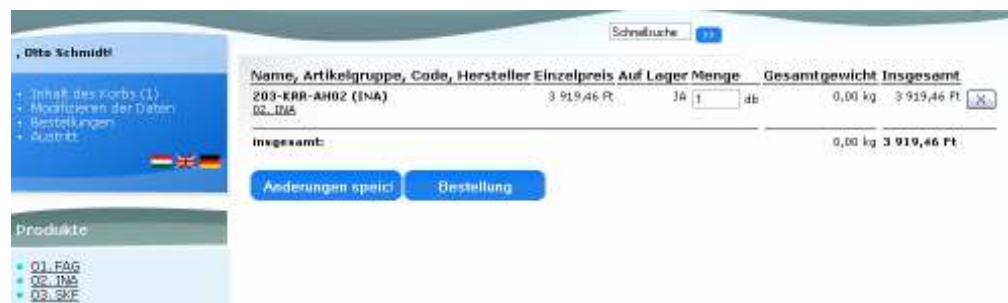 Schnellsuche >>
, Otto Schmidt!
Inhalt des Korbs (1)
Modifizieren der Daten
Bestellungen
Austritt
Name, Artikelgruppe, Code, Hersteller Einzelpreis Auf Lager Menge Gesamtgewicht Insgesamt
203-KRR-AH02 (INA) 3 919,46 Ft JA 1 db 0,00 kg 3 919,46 Ft X
02. INA
insgesamt: 0,00 kg 3 919,46 Ft
Änderungen speicl Bestellung
Produkte
01. FAG
02. INA
03. SKF